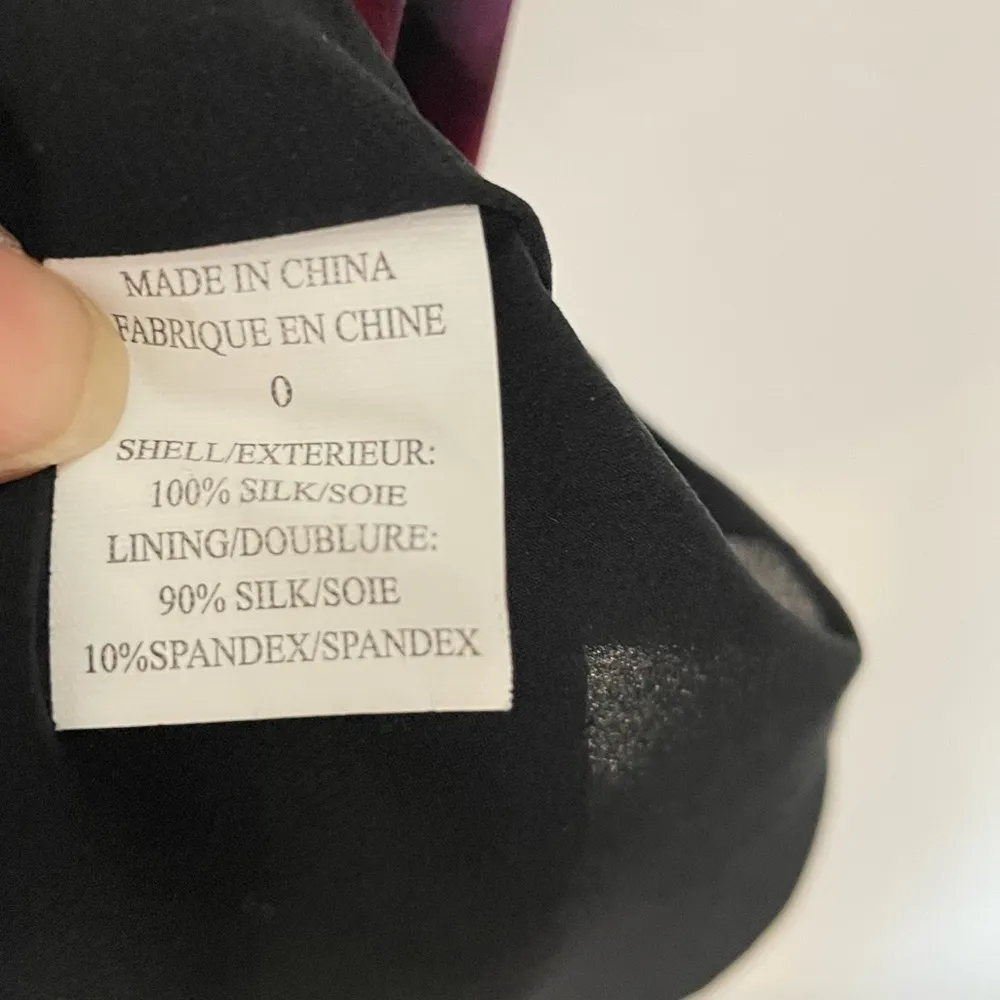 MADE IN CHINA
FABRIQUE EN CHINE
0
SHELL/EXTERIEUR:
100% SILK/SOIE
LINING/DOUBLURE:
90% SILK/SOIE
10%SPANDEX/SPANDEX